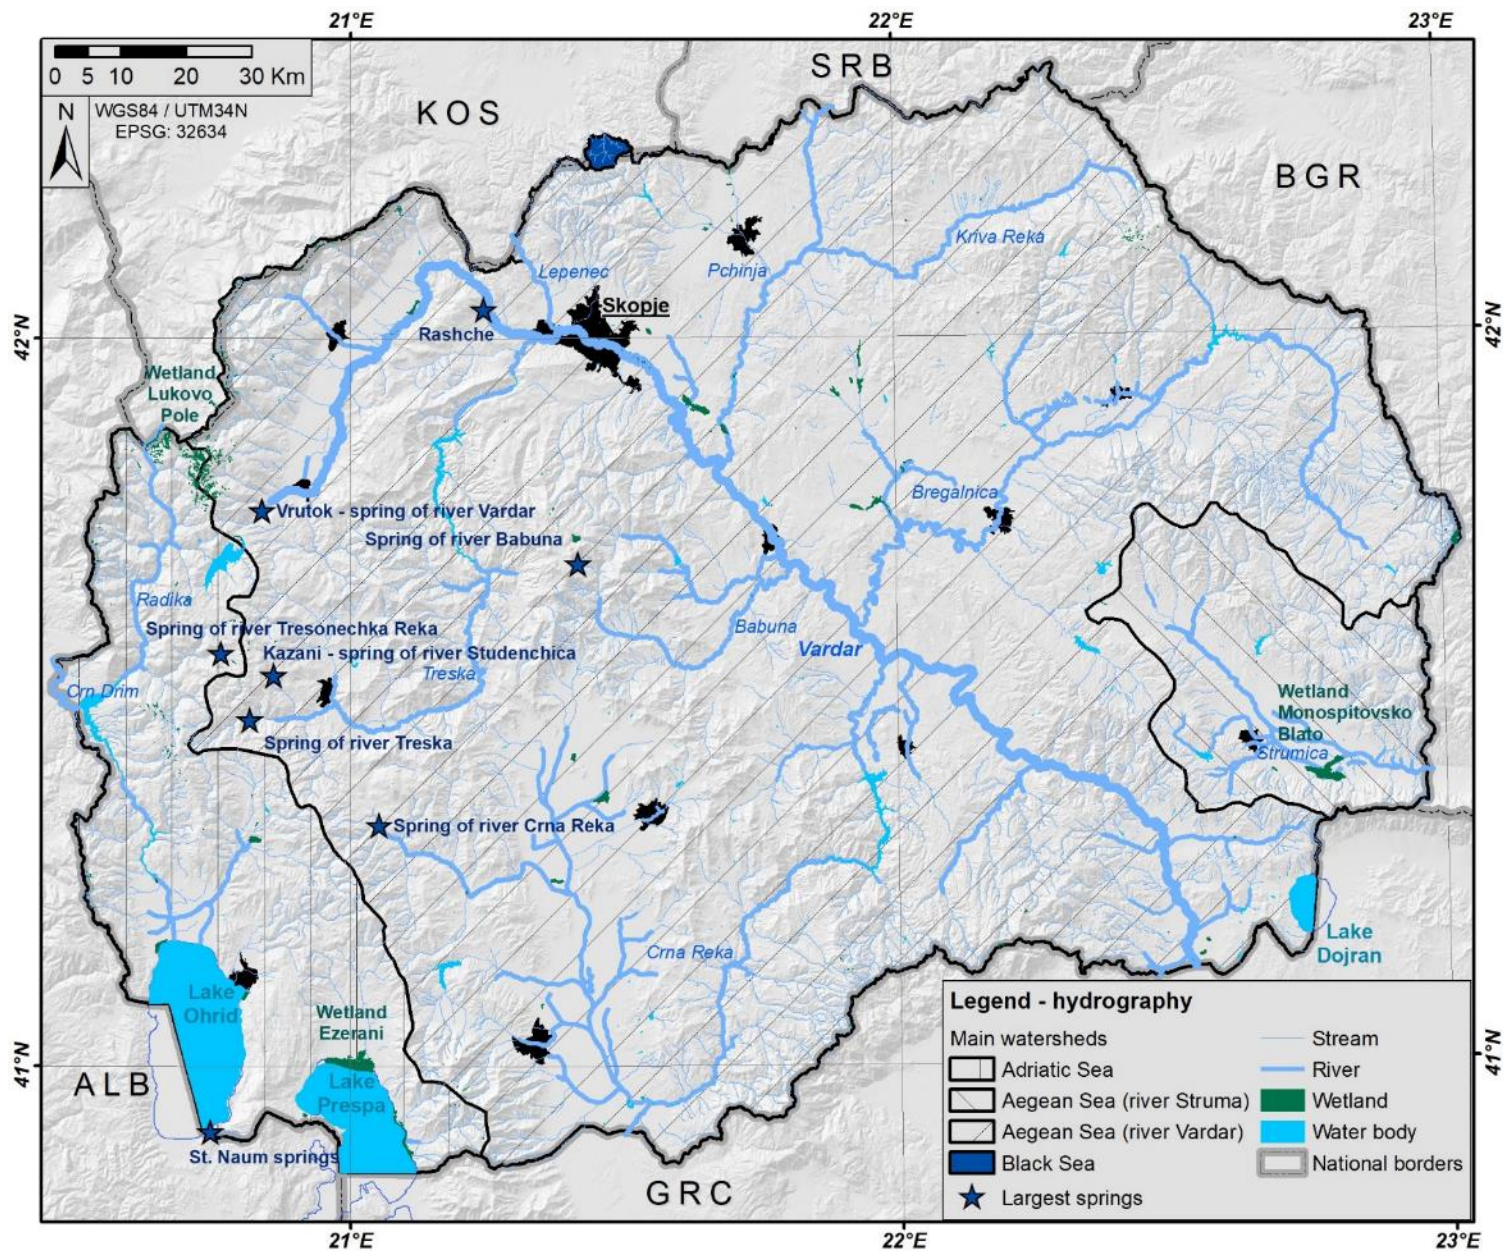 21°E
22°E
23°E
0 5 10 20 30 Km
N
WGS84 / UTM34N
EPSG: 32634
KOS
SRB
BGR
42°N
42°N
Kriva Reka
Lepenec
Pchinja
Skopje
Rashche
Wetland
Lukovo
Pole
Vrutok - spring of river Vardar
Spring of river Babuna
Bregalnica
Radika
Spring of river Tresonechka Reka
Kazani - spring of river Studenchica
Babuna
Vardar
Treska
Crn Drim
Spring of river Treska
Wetland
Monospitovsko
Blato
Strumica
Spring of river Crna Reka
Crna Reka
Lake
Dojran
Lake
Ohrid
Wetland
Ezerani
Lake
Prespa
ALB
41°N
41°N
St. Naum springs
GRC
Legend - hydrography
Main watersheds
Adriatic Sea
Aegean Sea (river Struma)
Aegean Sea (river Vardar)
Black Sea
Largest springs
Stream
River
Wetland
Water body
National borders
21°E
22°E
23°E